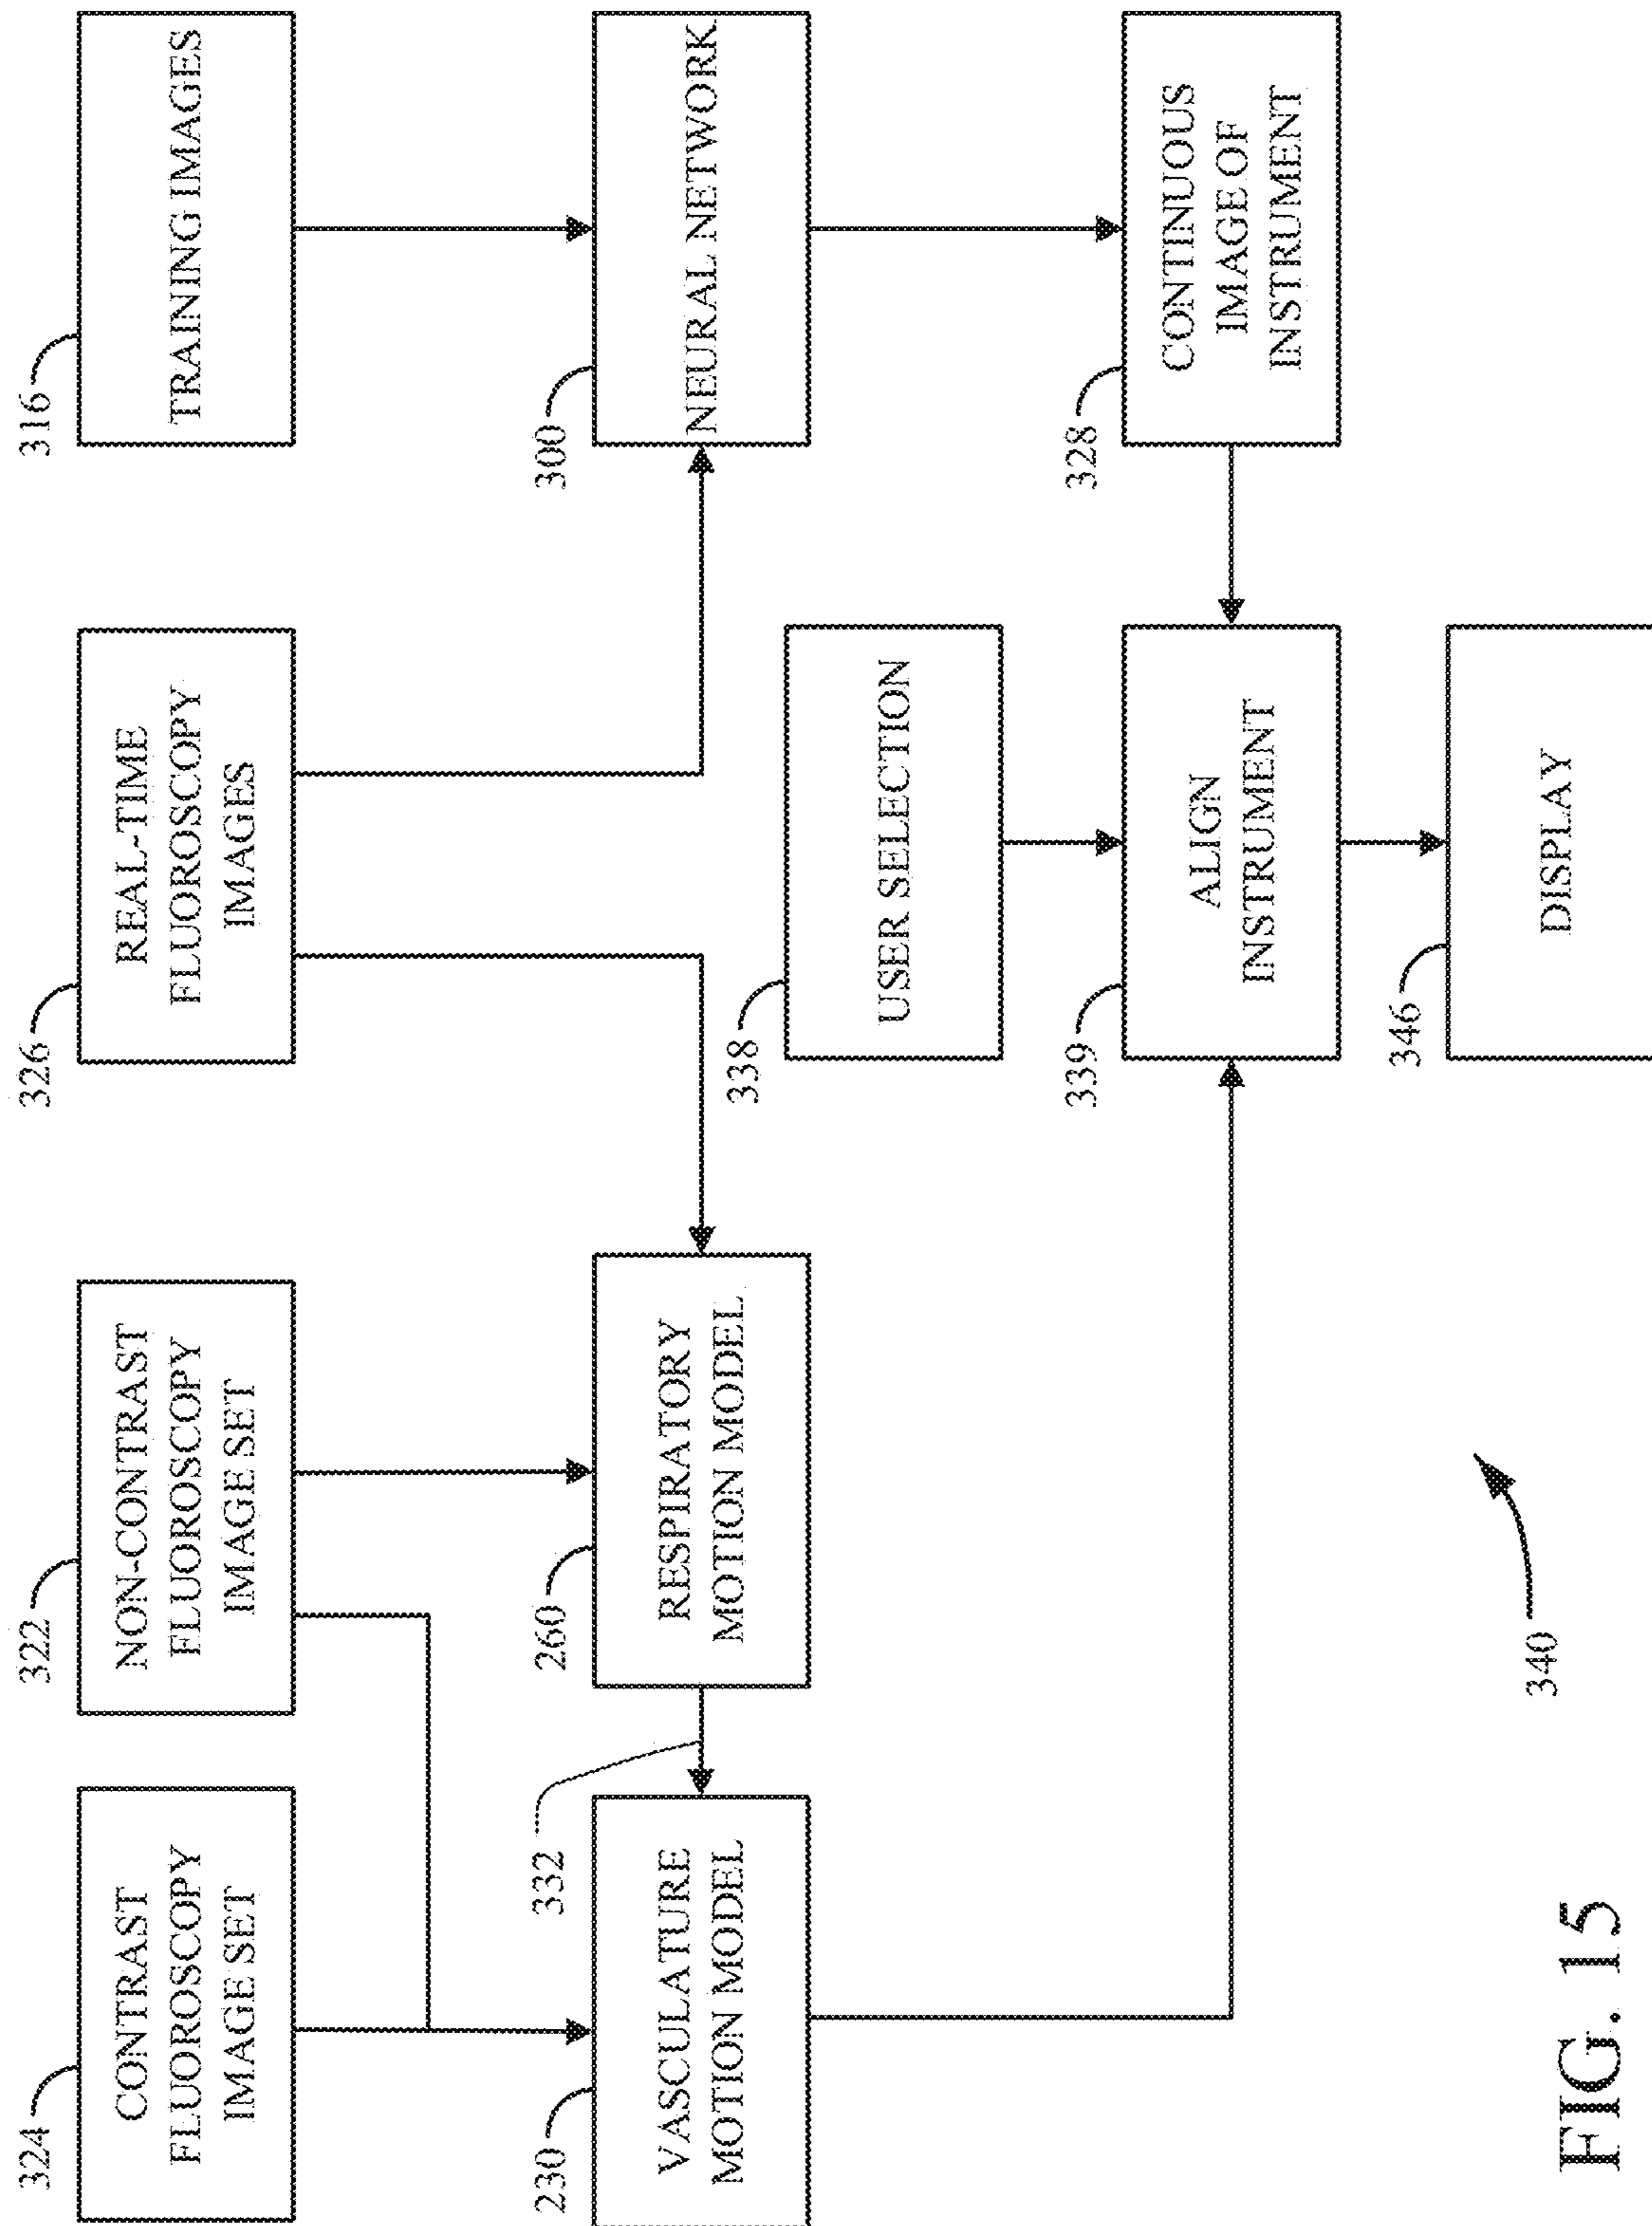 324
CONTRAST
FLUOROSCOPY
IMAGE SET
322
NON-CONTRAST
FLUOROSCOPY
IMAGE SET
326
REAL-TIME
FLUOROSCOPY
IMAGES
316
TRAINING IMAGES
230
VASCULATURE
MOTION MODEL
332
260
RESPIRATORY
MOTION MODEL
300
NEURAL NETWORK
338
USER SELECTION
339
ALIGN
INSTRUMENT
328
CONTINUOUS
IMAGE OF
INSTRUMENT
346
DISPLAY
340
FIG. 15